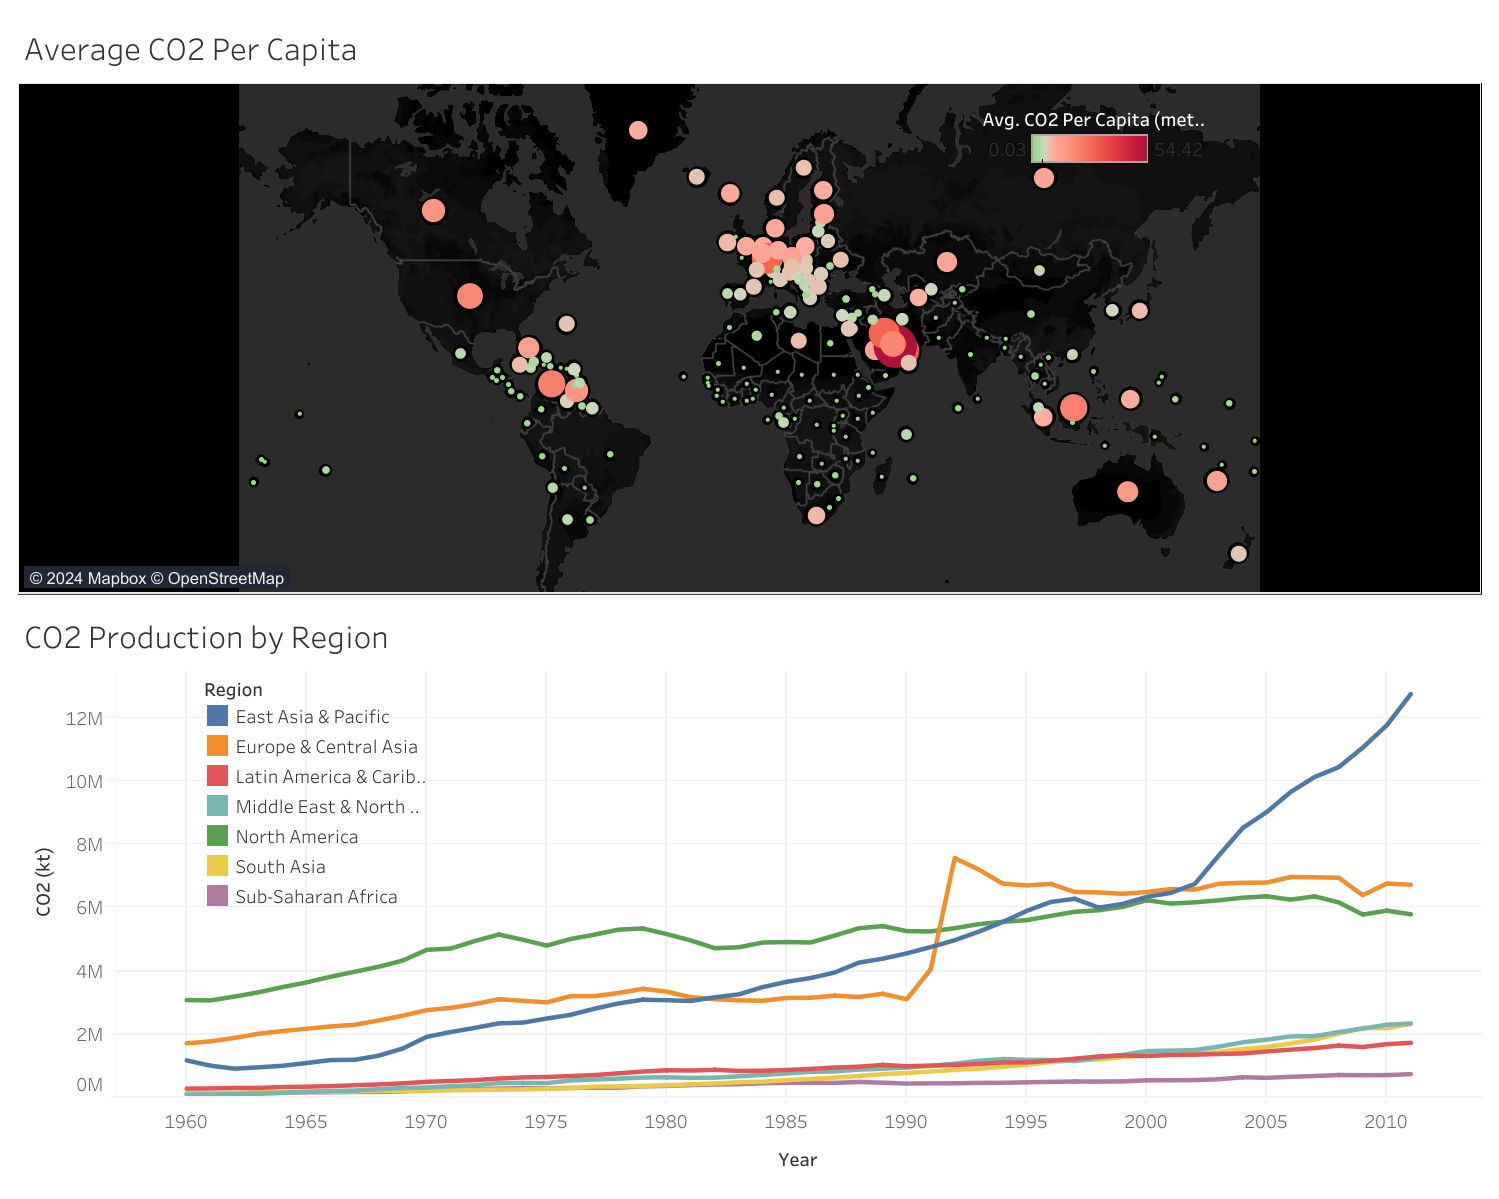 Average CO2 Per Capita
Avg. CO2 Per Capita (met..
0.03 54.42
© 2024 Mapbox © OpenStreetMap
CO2 Production by Region
Region
East Asia & Pacific
Europe & Central Asia
Latin America & Carib..
Middle East & North ..
North America
South Asia
Sub-Saharan Africa
CO2 (kt)
12M
10M
8M
6M
4M
2M
0M
1960 1965 1970 1975 1980 1985 1990 1995 2000 2005 2010
Year